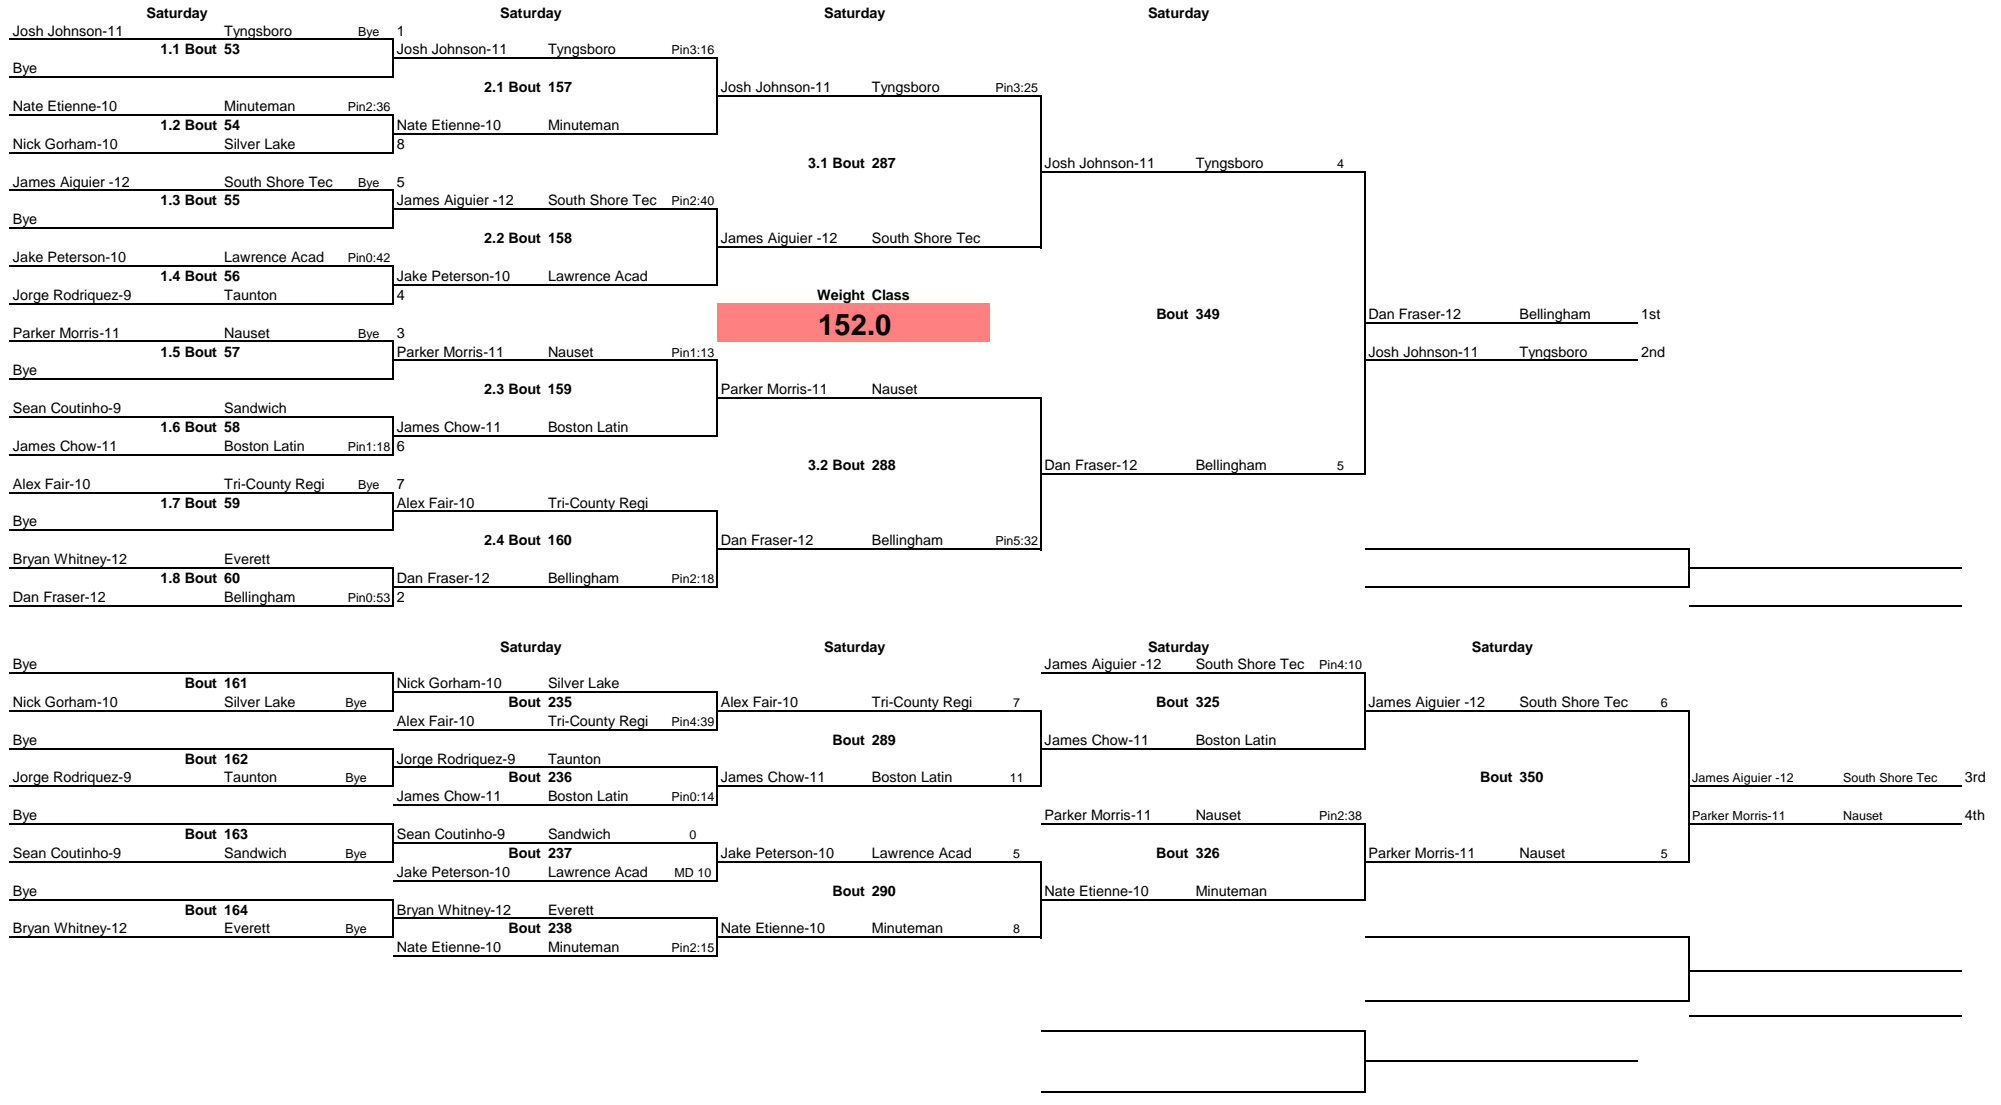 Saturday Saturday Saturday Saturday
Josh Johnson-11 Tyngsboro Bye 1
1.1 Bout 53 Josh Johnson-11 Tyngsboro Pin3:16
Bye
2.1 Bout 157 Josh Johnson-11 Tyngsboro Pin3:25
Nate Etienne-10 Minuteman Pin2:36
1.2 Bout 54 Nate Etienne-10 Minuteman
Nick Gorham-10 Silver Lake 8
3.1 Bout 287 Josh Johnson-11 Tyngsboro 4
James Aiguier -12 South Shore Tec Bye 5
1.3 Bout 55 James Aiguier -12 South Shore Tec Pin2:40
Bye
2.2 Bout 158 James Aiguier -12 South Shore Tec
Jake Peterson-10 Lawrence Acad Pin0:42
1.4 Bout 56 Jake Peterson-10 Lawrence Acad
Jorge Rodriquez-9 Taunton 4 Weight Class
152.0 Bout 349 Dan Fraser-12 Bellingham 1st
Parker Morris-11 Nauset Bye 3
1.5 Bout 57 Parker Morris-11 Nauset Pin1:13 Josh Johnson-11 Tyngsboro 2nd
Bye
2.3 Bout 159 Parker Morris-11 Nauset
Sean Coutinho-9 Sandwich
1.6 Bout 58 James Chow-11 Boston Latin
James Chow-11 Boston Latin Pin1:18 6
3.2 Bout 288 Dan Fraser-12 Bellingham 5
Alex Fair-10 Tri-County Regi Bye 7
1.7 Bout 59 Alex Fair-10 Tri-County Regi
Bye
2.4 Bout 160 Dan Fraser-12 Bellingham Pin5:32
Bryan Whitney-12 Everett
1.8 Bout 60 Dan Fraser-12 Bellingham Pin2:18
Dan Fraser-12 Bellingham Pin0:53 2
Saturday Saturday Saturday Saturday
Bye James Aiguier -12 South Shore Tec Pin4:10
Bout 161 Nick Gorham-10 Silver Lake
Nick Gorham-10 Silver Lake Bye Bout 235 Alex Fair-10 Tri-County Regi 7 Bout 325 James Aiguier -12 South Shore Tec 6
Alex Fair-10 Tri-County Regi Pin4:39
Bye Bout 289 James Chow-11 Boston Latin
Bout 162 Jorge Rodriquez-9 Taunton
Jorge Rodriquez-9 Taunton Bye Bout 236 James Chow-11 Boston Latin 11 Bout 350 James Aiguier -12 South Shore Tec 3rd
James Chow-11 Boston Latin Pin0:14
Bye Parker Morris-11 Nauset Pin2:38 Parker Morris-11 Nauset 4th
Bout 163 Sean Coutinho-9 Sandwich 0
Sean Coutinho-9 Sandwich Bye Bout 237 Jake Peterson-10 Lawrence Acad 5 Bout 326 Parker Morris-11 Nauset 5
Jake Peterson-10 Lawrence Acad MD 10
Bye Bout 290 Nate Etienne-10 Minuteman
Bout 164 Bryan Whitney-12 Everett
Bryan Whitney-12 Everett Bye Bout 238 Nate Etienne-10 Minuteman 8
Nate Etienne-10 Minuteman Pin2:15